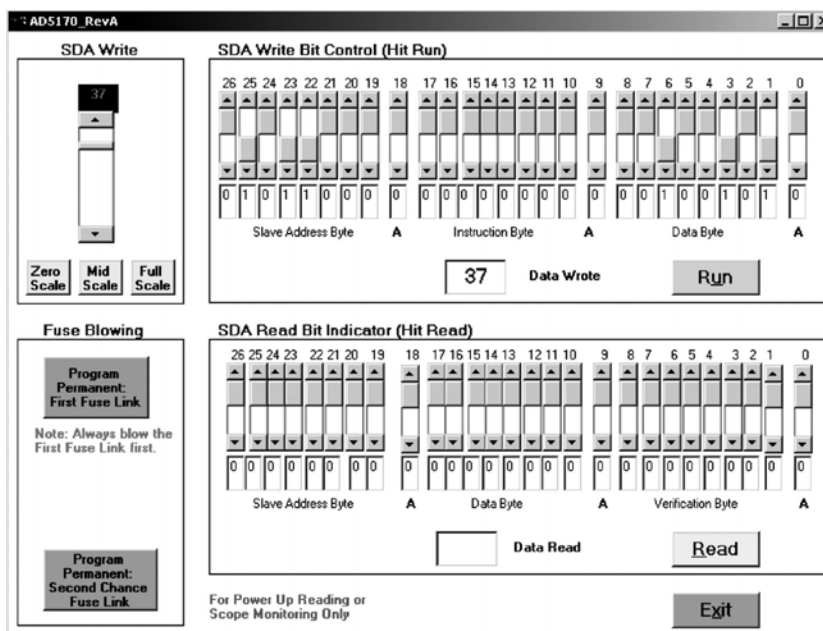 AD5170_RevA
SDA Write
37
Zero Scale
Mid Scale
Full Scale
SDA Write Bit Control (Hit Run)
26 25 24 23 22 21 20 19 18 17 16 15 14 13 12 11 10 9 8 7 6 5 4 3 2 1 0
0 1 0 1 1 0 0 0 0 0 0 0 0 0 0 0 0 0 0 0 1 0 0 1 0 1 0
Slave Address Byte A Instruction Byte A Data Byte A
37 Data Wrote Run
Fuse Blowing
Program
Permanent:
First Fuse Link
Note: Always blow the
First Fuse Link first.
Program
Permanent:
Second Chance
Fuse Link
SDA Read Bit Indicator (Hit Read)
26 25 24 23 22 21 20 19 18 17 16 15 14 13 12 11 10 9 8 7 6 5 4 3 2 1 0
0 0 0 0 0 0 0 0 0 0 0 0 0 0 0 0 0 0 0 0 0 0 0 0 0 0 0
Slave Address Byte A Data Byte A Verification Byte A
Data Read Read
For Power Up Reading or
Scope Monitoring Only
Exit